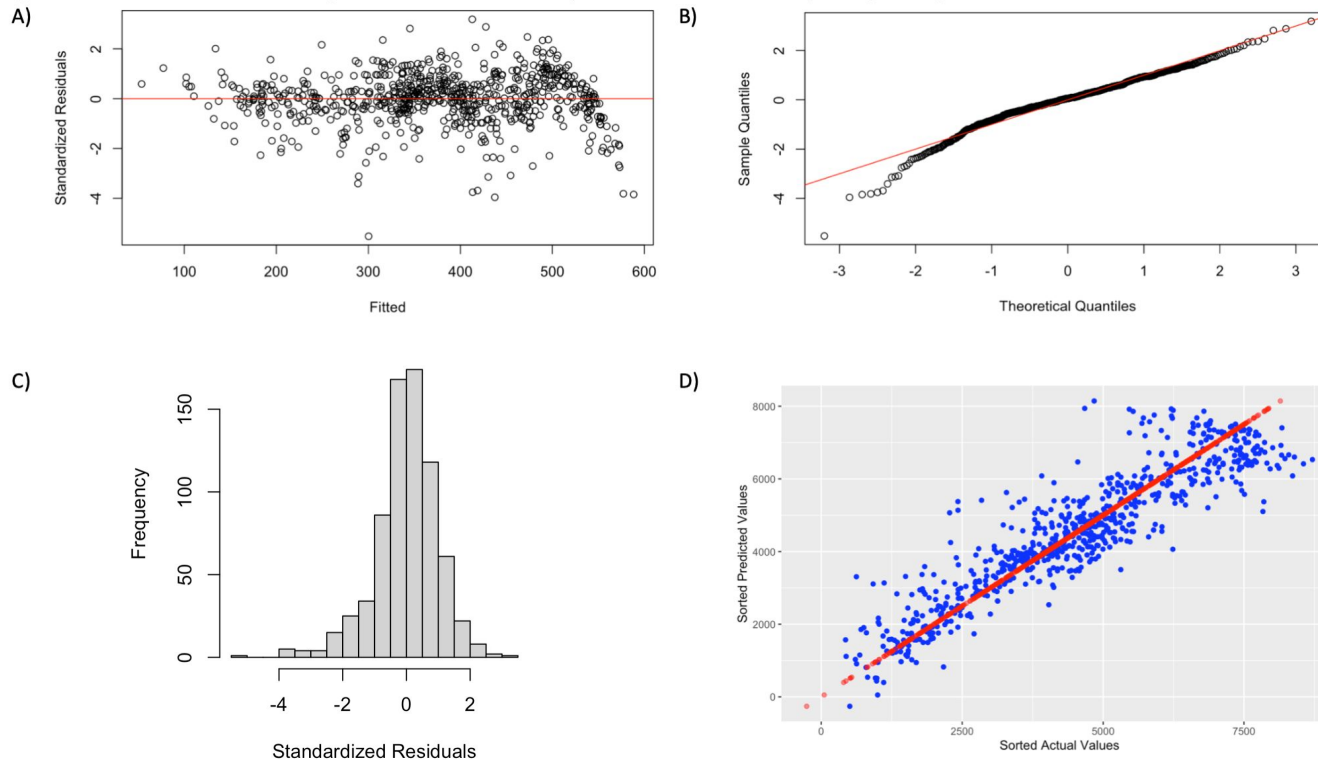 A)
Standardized Residuals
2
0
-2
-4
100 200 300 400 500 600
Fitted
B)
Sample Quantiles
2
0
-2
-4
-3 -2 -1 0 1 2 3
Theoretical Quantiles
C)
Frequency
150
100
50
0
-4 -2 0 2
Standardized Residuals
D)
Sorted Predicted Values
8000
6000
4000
2000
0
0 2500 5000 7500
Sorted Actual Values